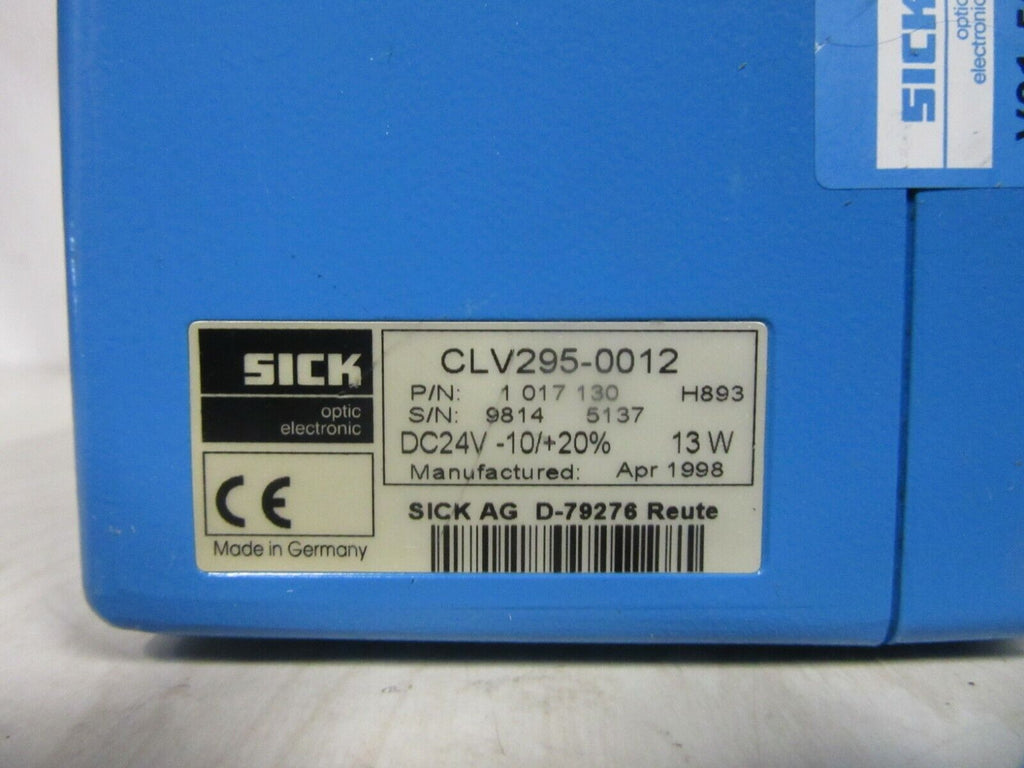 SICK
optic
electronic
SICK
optic
electronic
CE
Made in Germany
CLV295-0012
P/N: 1 017 130 H893
S/N: 9814 5137
DC24V -10/+20% 13 W
Manufactured: Apr 1998
SICK AG D-79276 Reute